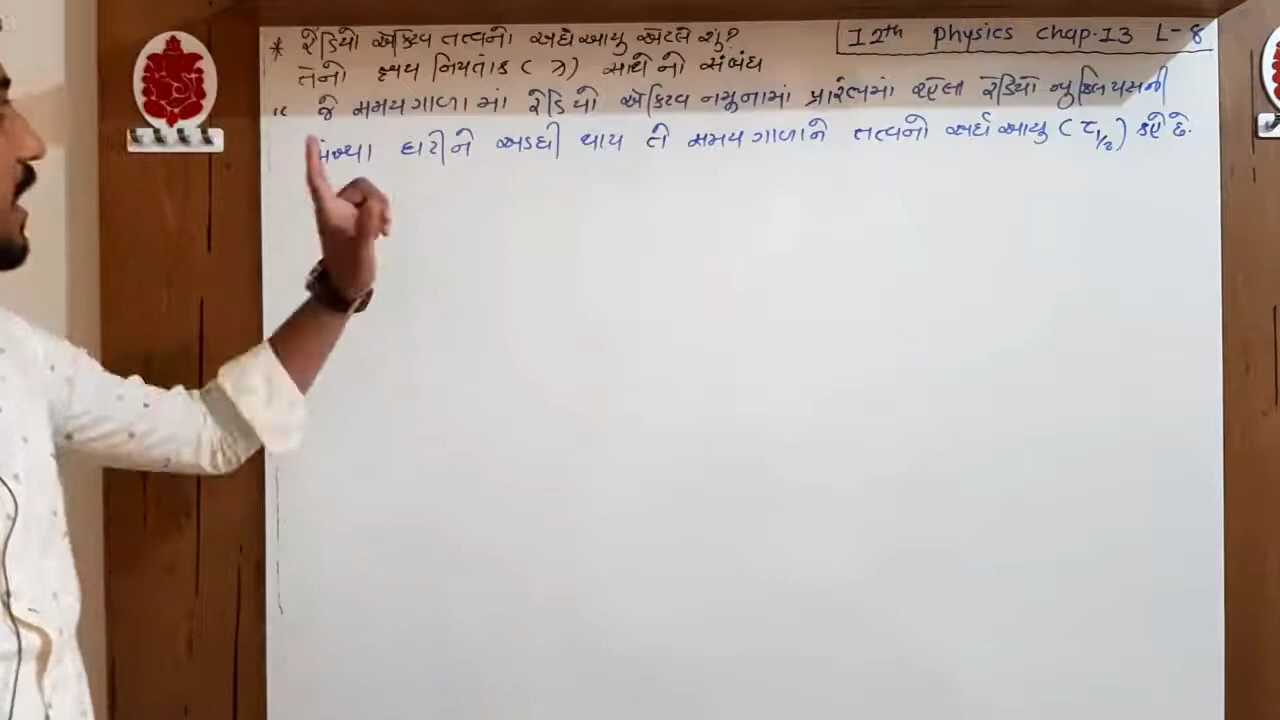 12th Physics Chap.13 L-8
* રેડિયો એક્ટિવ તત્વનો અર્ધઆયુ એટલે શું?
તેનો ક્ષય નિયતાંક (λ) સાથેનો સંબંધ
“ જે સમયગાળામાં રેડિયો એક્ટિવ નમુનામાં પ્રારંભમાં રહેલા રેડિયો ન્યુક્લિયસની
ઘટીને અડધી થાય તે સમયગાળાને તત્વનો અર્ધઆયુ (τ1/2) કહે છે.